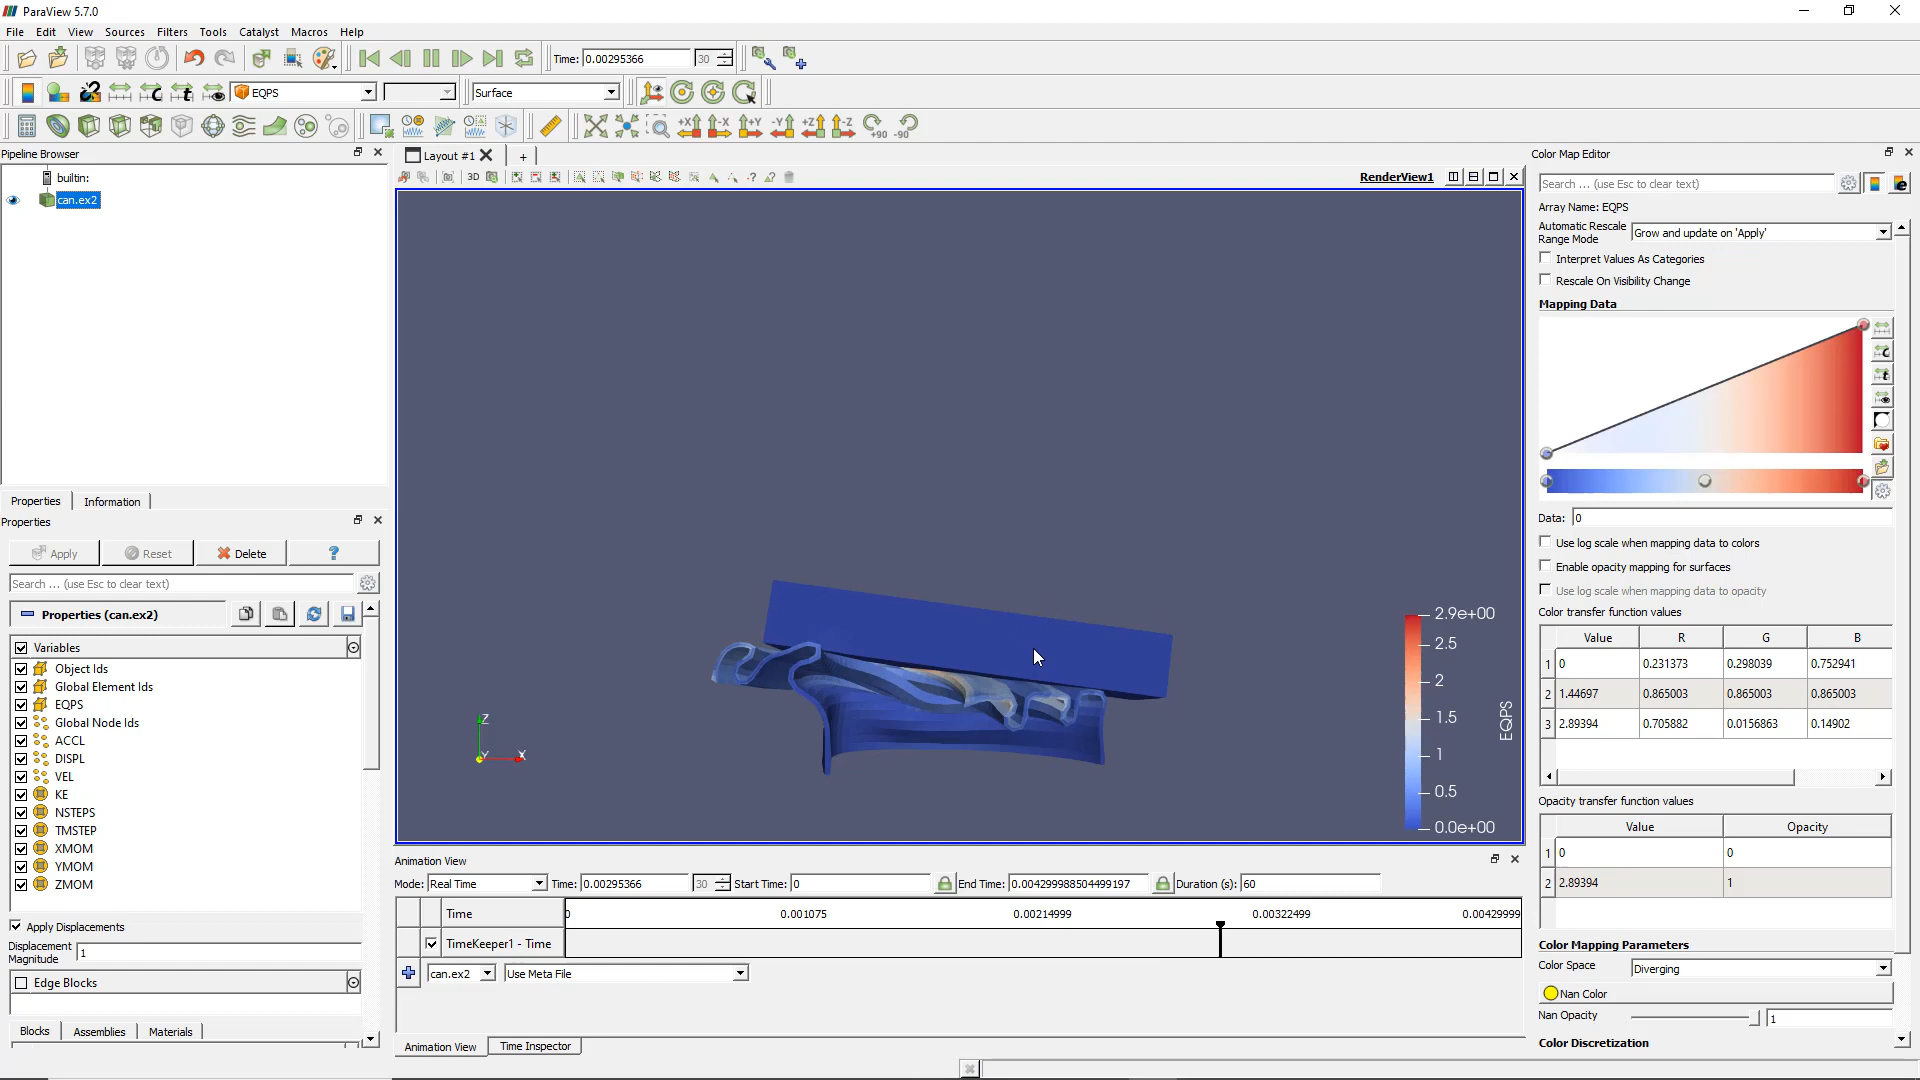 ParaView 5.7.0
File Edit View Sources Filters Tools Catalyst Macros Help
Time: 0.00295366 30
EQPS Surface
+X -X +Y -Y +Z -Z +90 -90
Pipeline Browser
builtin:
can.ex2
Properties Information
Properties
Apply Reset Delete ?
Search ... (use Esc to clear text)
Properties (can.ex2)
Variables
Object Ids
Global Element Ids
EQPS
Global Node Ids
ACCL
DISPL
VEL
KE
NSTEPS
TMSTEP
XMOM
YMOM
ZMOM
Apply Displacements
Displacement Magnitude 1
Edge Blocks
Blocks Assemblies Materials
Layout #1 +
3D
RenderView1
Z
Y X
2.9e+00
2.5
2
1.5
1
0.5
0.0e+00
EQPS
Animation View
Mode: Real Time Time: 0.00295366 30 Start Time: 0 End Time: 0.004299988504499197 Duration (s): 60
Time 0 0.001075 0.00214999 0.00322499 0.00429999
TimeKeeper1 - Time
can.ex2 Use Meta File
Animation View Time Inspector
Color Map Editor
Search ... (use Esc to clear text)
Array Name: EQPS
Automatic Rescale Range Mode Grow and update on 'Apply'
Interpret Values As Categories
Rescale On Visibility Change
Mapping Data
Data: 0
Use log scale when mapping data to colors
Enable opacity mapping for surfaces
Use log scale when mapping data to opacity
Color transfer function values
Value R G B
1 0 0.231373 0.298039 0.752941
2 1.44697 0.865003 0.865003 0.865003
3 2.89394 0.705882 0.0156863 0.14902
Opacity transfer function values
Value Opacity
1 0 0
2 2.89394 1
Color Mapping Parameters
Color Space Diverging
Nan Color
Nan Opacity 1
Color Discretization